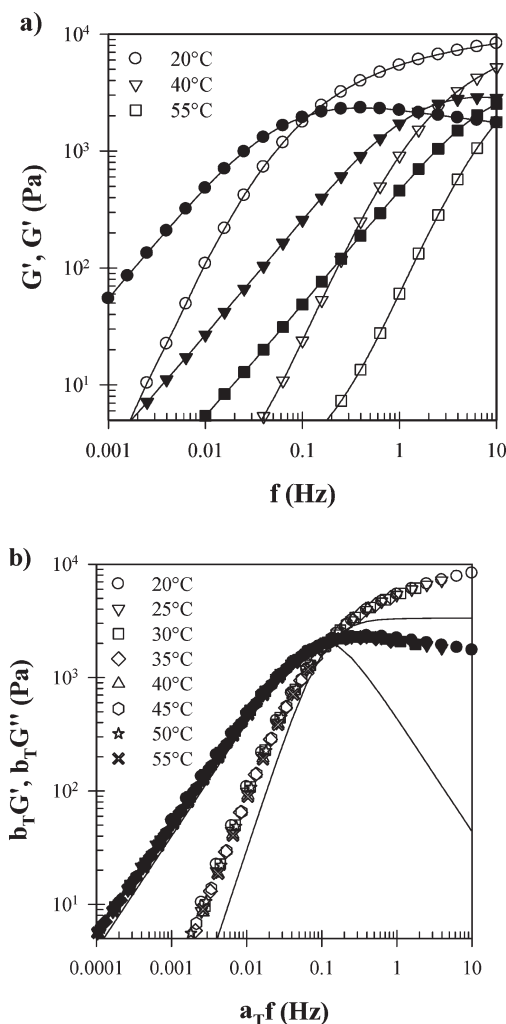 a)
10⁴
20°C
40°C
55°C
10³
G', G' (Pa)
10²
10¹
0.001 0.01 0.1 1 10
f (Hz)
b)
10⁴
20°C
25°C
30°C
35°C
40°C
45°C
50°C
55°C
10³
b_TG', b_TG'' (Pa)
10²
10¹
0.0001 0.001 0.01 0.1 1 10
a_Tf (Hz)